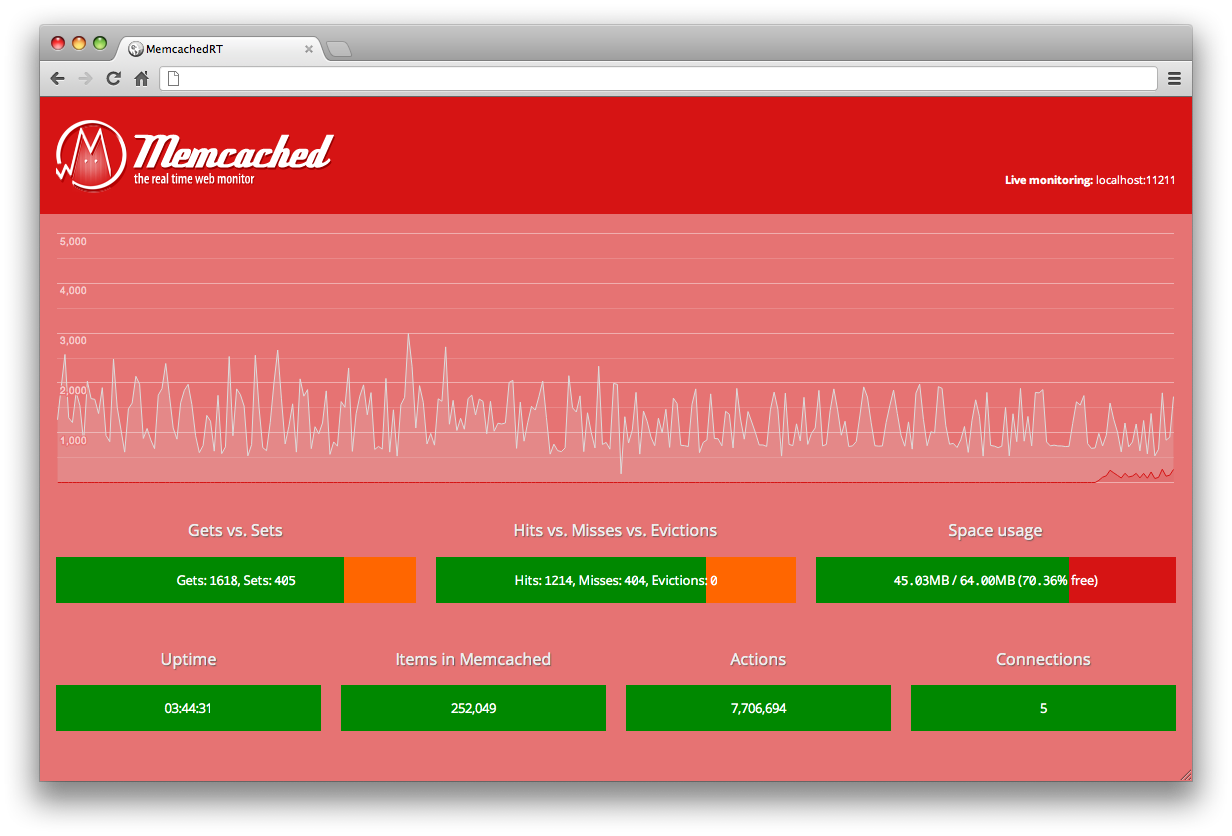 MemcachedRT
Memcached
the real time web monitor
Live monitoring: localhost:11211
5,000
4,000
3,000
2,000
1,000
Gets vs. Sets
Hits vs. Misses vs. Evictions
Space usage
Gets: 1618, Sets: 405
Hits: 1214, Misses: 404, Evictions: 0
45.03MB / 64.00MB (70.36% free)
Uptime
Items in Memcached
Actions
Connections
03:44:31
252,049
7,706,694
5